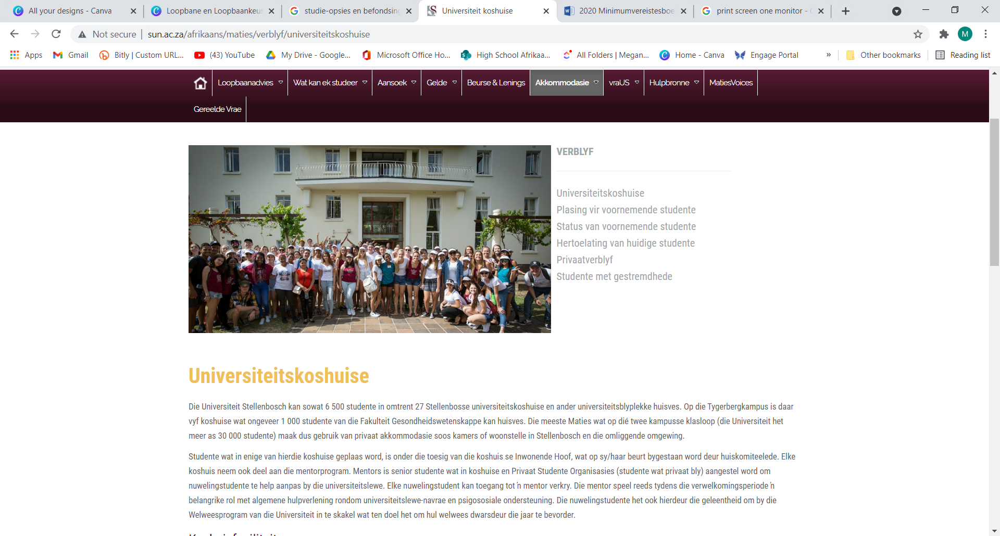 All your designs - Canva
Loopbane en Loopbaankeus
studie-opsies en befondsing
Universiteit koshuise
2020 Minimumvereistesboe
print screen one monitor -
Not secure | sun.ac.za/afrikaans/maties/verblyf/universiteitskoshuise
M
Apps
Gmail
Bitly | Custom URL...
(43) YouTube
My Drive - Google...
Microsoft Office Ho...
High School Afrikaa...
All Folders | Megan...
Home - Canva
Engage Portal
»
Other bookmarks
Reading list
Loopbaanadvies
Wat kan ek studeer
Aansoek
Gelde
Beurse & Lenings
Akkommodasie
vraUS
Hulpbronne
MatiesVoices
Gereelde Vrae
VERBLYF
Universiteitskoshuise
Plasing vir voornemende studente
Status van voornemende studente
Hertoelating van huidige studente
Privaatverblyf
Studente met gestremdhede
Universiteitskoshuise
Die Universiteit Stellenbosch kan sowat 6 500 studente in omtrent 27 Stellenbosse universiteitskoshuise en ander universiteitsblyplekke huisves. Op die Tygerbergkampus is daar
vyf koshuise wat ongeveer 1 000 studente van die Fakulteit Gesondheidswetenskappe kan huisves. Die meeste Maties wat op dié twee kampusse klasloop (die Universiteit het
meer as 30 000 studente) maak dus gebruik van privaat akkommodasie soos kamers of woonstelle in Stellenbosch en die omliggende omgewing.
Studente wat in enige van hierdie koshuise geplaas word, is onder die toesig van die koshuis se Inwonende Hoof, wat op sy/haar beurt bygestaan word deur huiskomiteelede. Elke
koshuis neem ook deel aan die mentorprogram. Mentors is senior studente wat in koshuise en Privaat Studente Organisasies (studente wat privaat bly) aangestel word om
nuwelingstudente te help aanpas by die universiteitslewe. Elke nuwelingstudent kan toegang tot ŉ mentor verkry. Die mentor speel reeds tydens die verwelkomingsperiode ŉ
belangrike rol met algemene hulpverlening rondom universiteitslewe-navrae en psigososiale ondersteuning. Die nuwelingstudente het ook hierdeur die geleentheid om by die
Welweesprogram van die Universiteit in te skakel wat ten doel het om hul welwees dwarsdeur die jaar te bevorder.